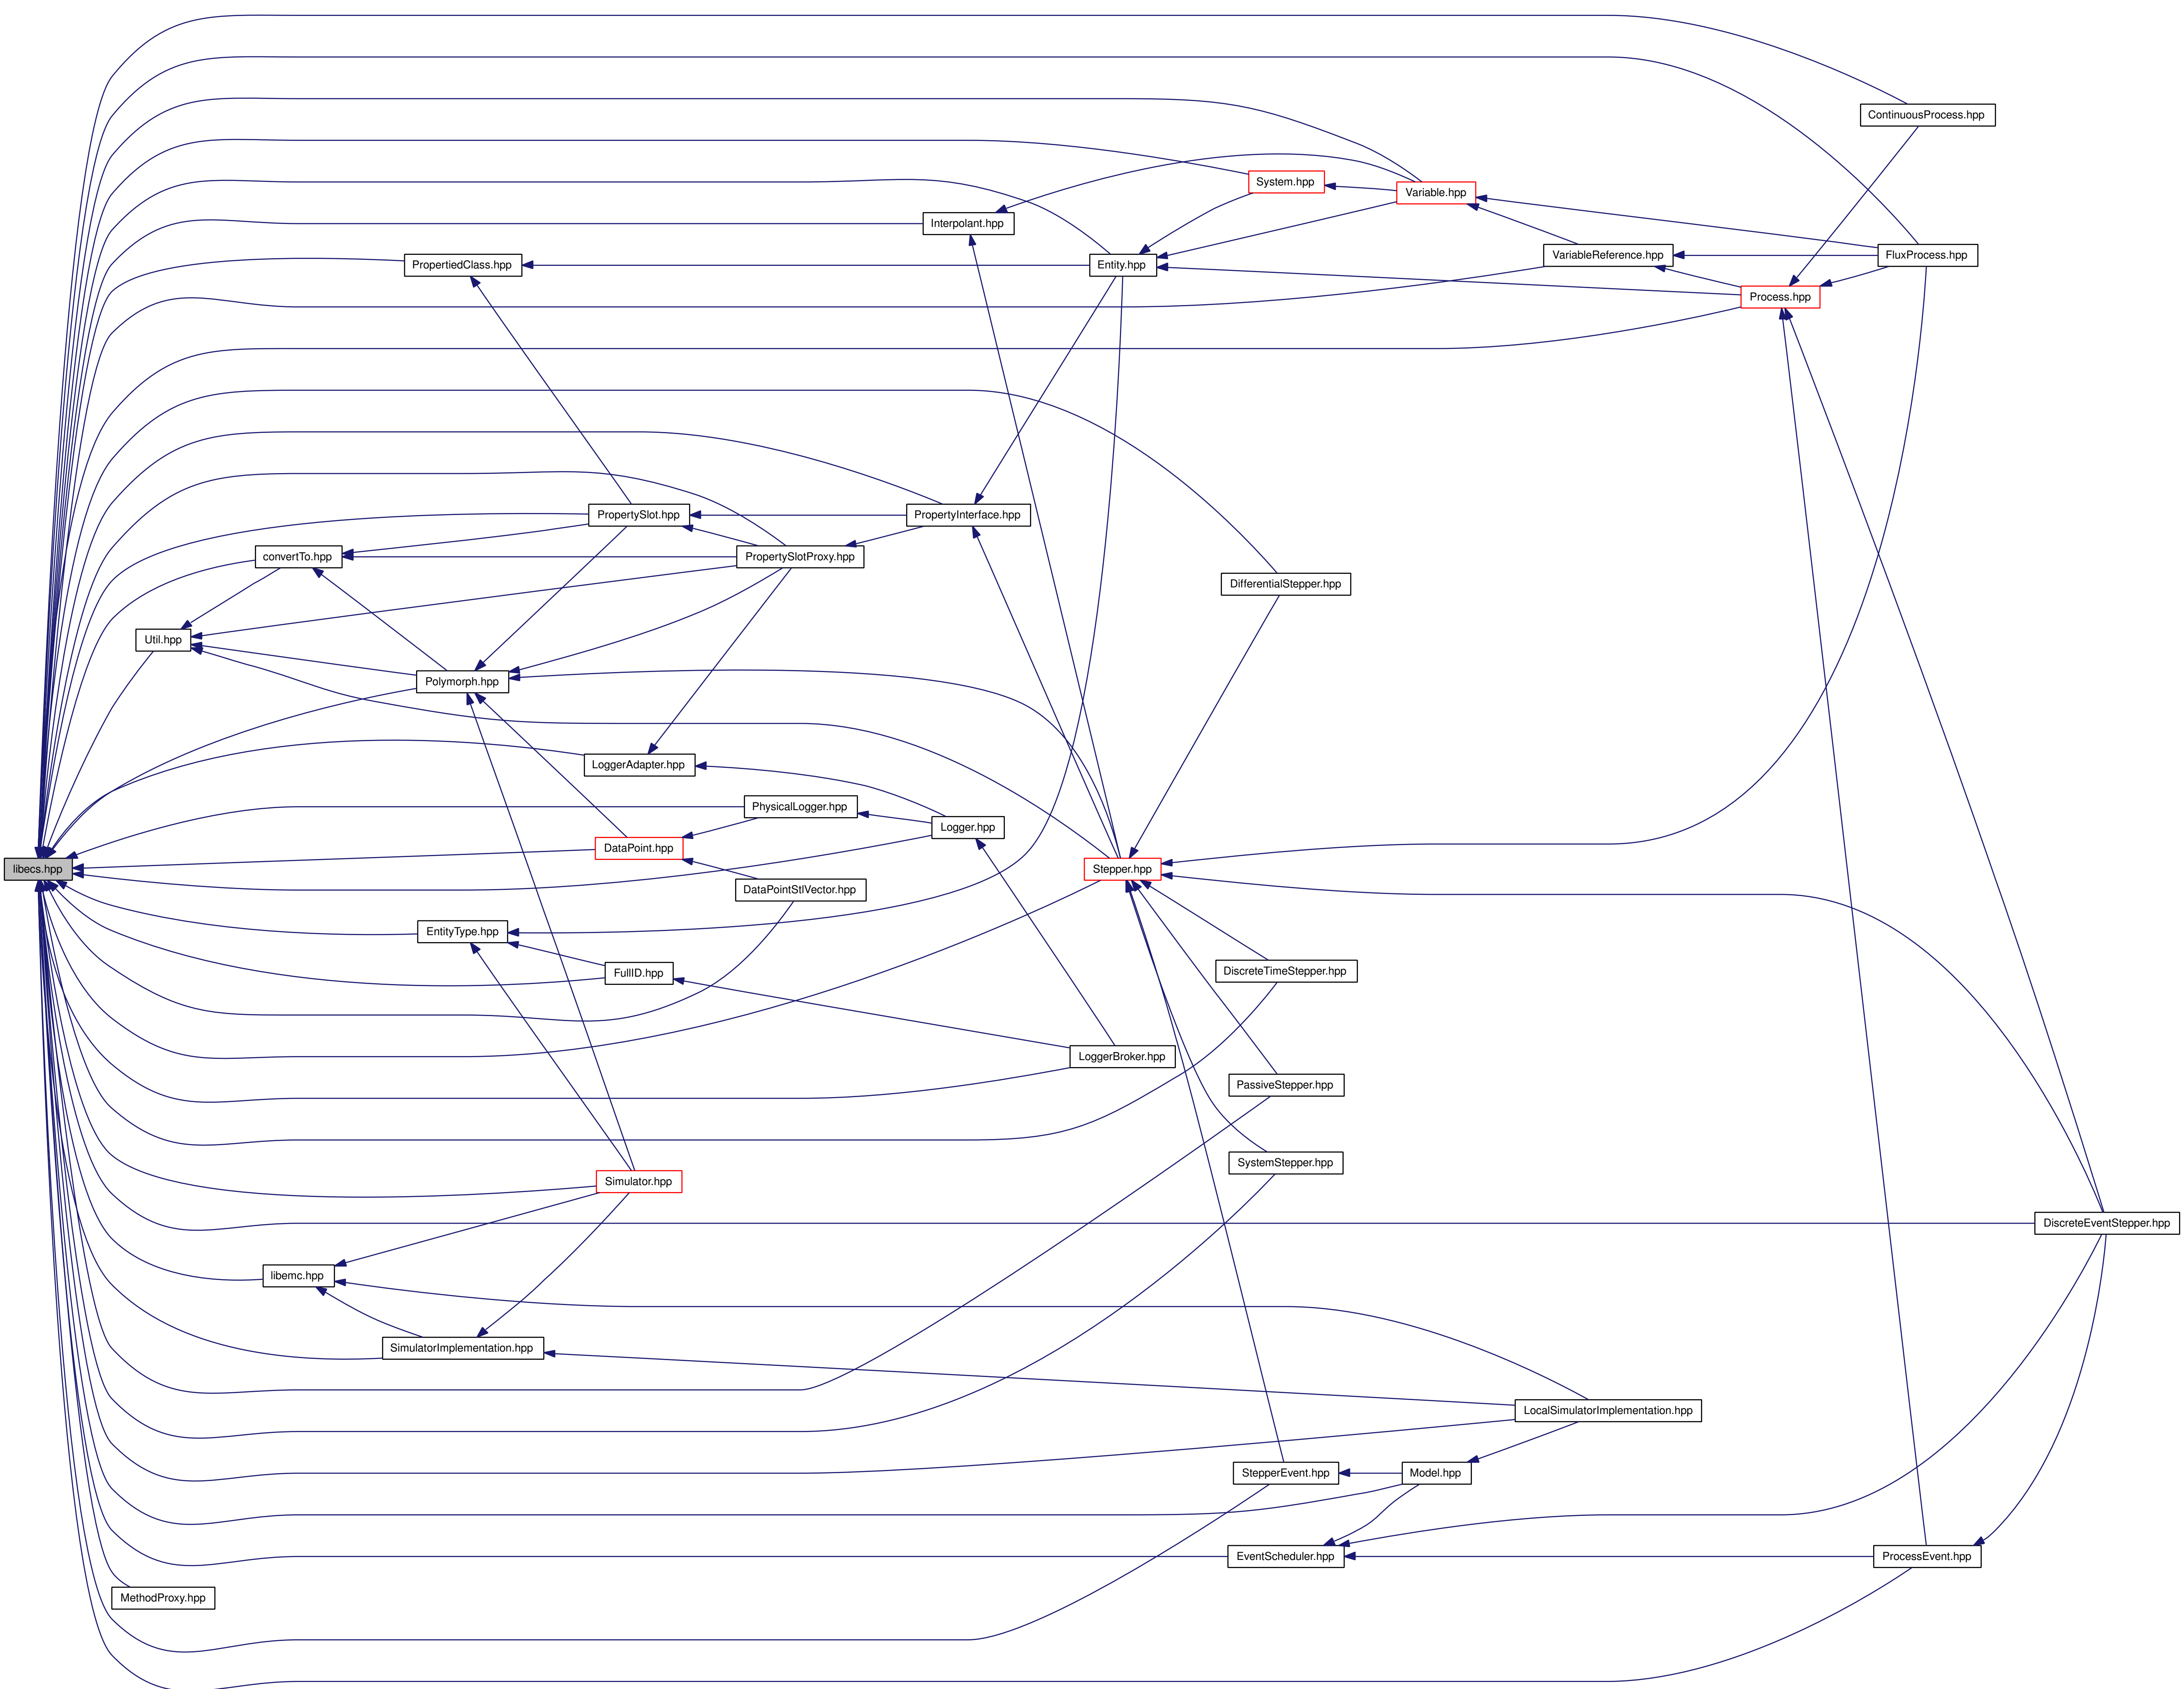 ContinuousProcess.hpp
System.hpp
Variable.hpp
Interpolant.hpp
VariableReference.hpp
FluxProcess.hpp
PropertiedClass.hpp
Entity.hpp
Process.hpp
PropertySlot.hpp
PropertyInterface.hpp
convertTo.hpp
PropertySlotProxy.hpp
DifferentialStepper.hpp
Util.hpp
Polymorph.hpp
LoggerAdapter.hpp
PhysicalLogger.hpp
Logger.hpp
DataPoint.hpp
libecs.hpp
Stepper.hpp
DataPointStlVector.hpp
EntityType.hpp
FullID.hpp
DiscreteTimeStepper.hpp
LoggerBroker.hpp
PassiveStepper.hpp
SystemStepper.hpp
Simulator.hpp
DiscreteEventStepper.hpp
libemc.hpp
SimulatorImplementation.hpp
LocalSimulatorImplementation.hpp
StepperEvent.hpp
Model.hpp
EventScheduler.hpp
ProcessEvent.hpp
MethodProxy.hpp